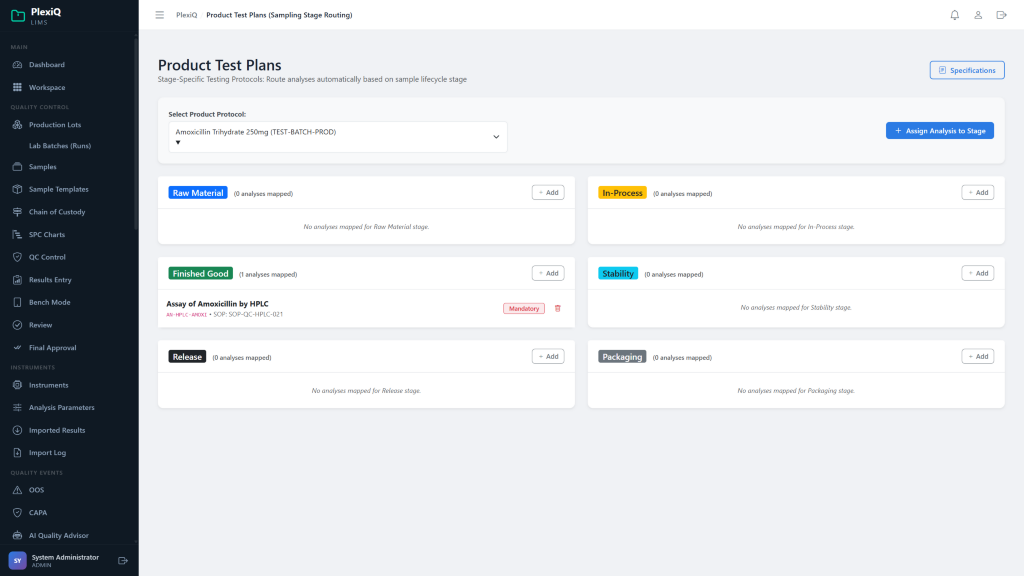 PlexiQ
LIMS
MAIN
Dashboard
Workspace
QUALITY CONTROL
Production Lots
Lab Batches (Runs)
Samples
Sample Templates
Chain of Custody
SPC Charts
QC Control
Results Entry
Bench Mode
Review
Final Approval
INSTRUMENTS
Instruments
Analysis Parameters
Imported Results
Import Log
QUALITY EVENTS
OOS
CAPA
AI Quality Advisor
SY
System Administrator
ADMIN
PlexiQ Product Test Plans (Sampling Stage Routing)
Product Test Plans
Stage-Specific Testing Protocols: Route analyses automatically based on sample lifecycle stage
Specifications
Select Product Protocol:
Amoxicillin Trihydrate 250mg (TEST-BATCH-PROD)
▼
+ Assign Analysis to Stage
Raw Material (0 analyses mapped) + Add
No analyses mapped for Raw Material stage.
In-Process (0 analyses mapped) + Add
No analyses mapped for In-Process stage.
Finished Good (1 analyses mapped) + Add
Assay of Amoxicillin by HPLC
AN-HPLC-AMOXI • SOP: SOP-QC-HPLC-021
Mandatory
Stability (0 analyses mapped) + Add
No analyses mapped for Stability stage.
Release (0 analyses mapped) + Add
No analyses mapped for Release stage.
Packaging (0 analyses mapped) + Add
No analyses mapped for Packaging stage.